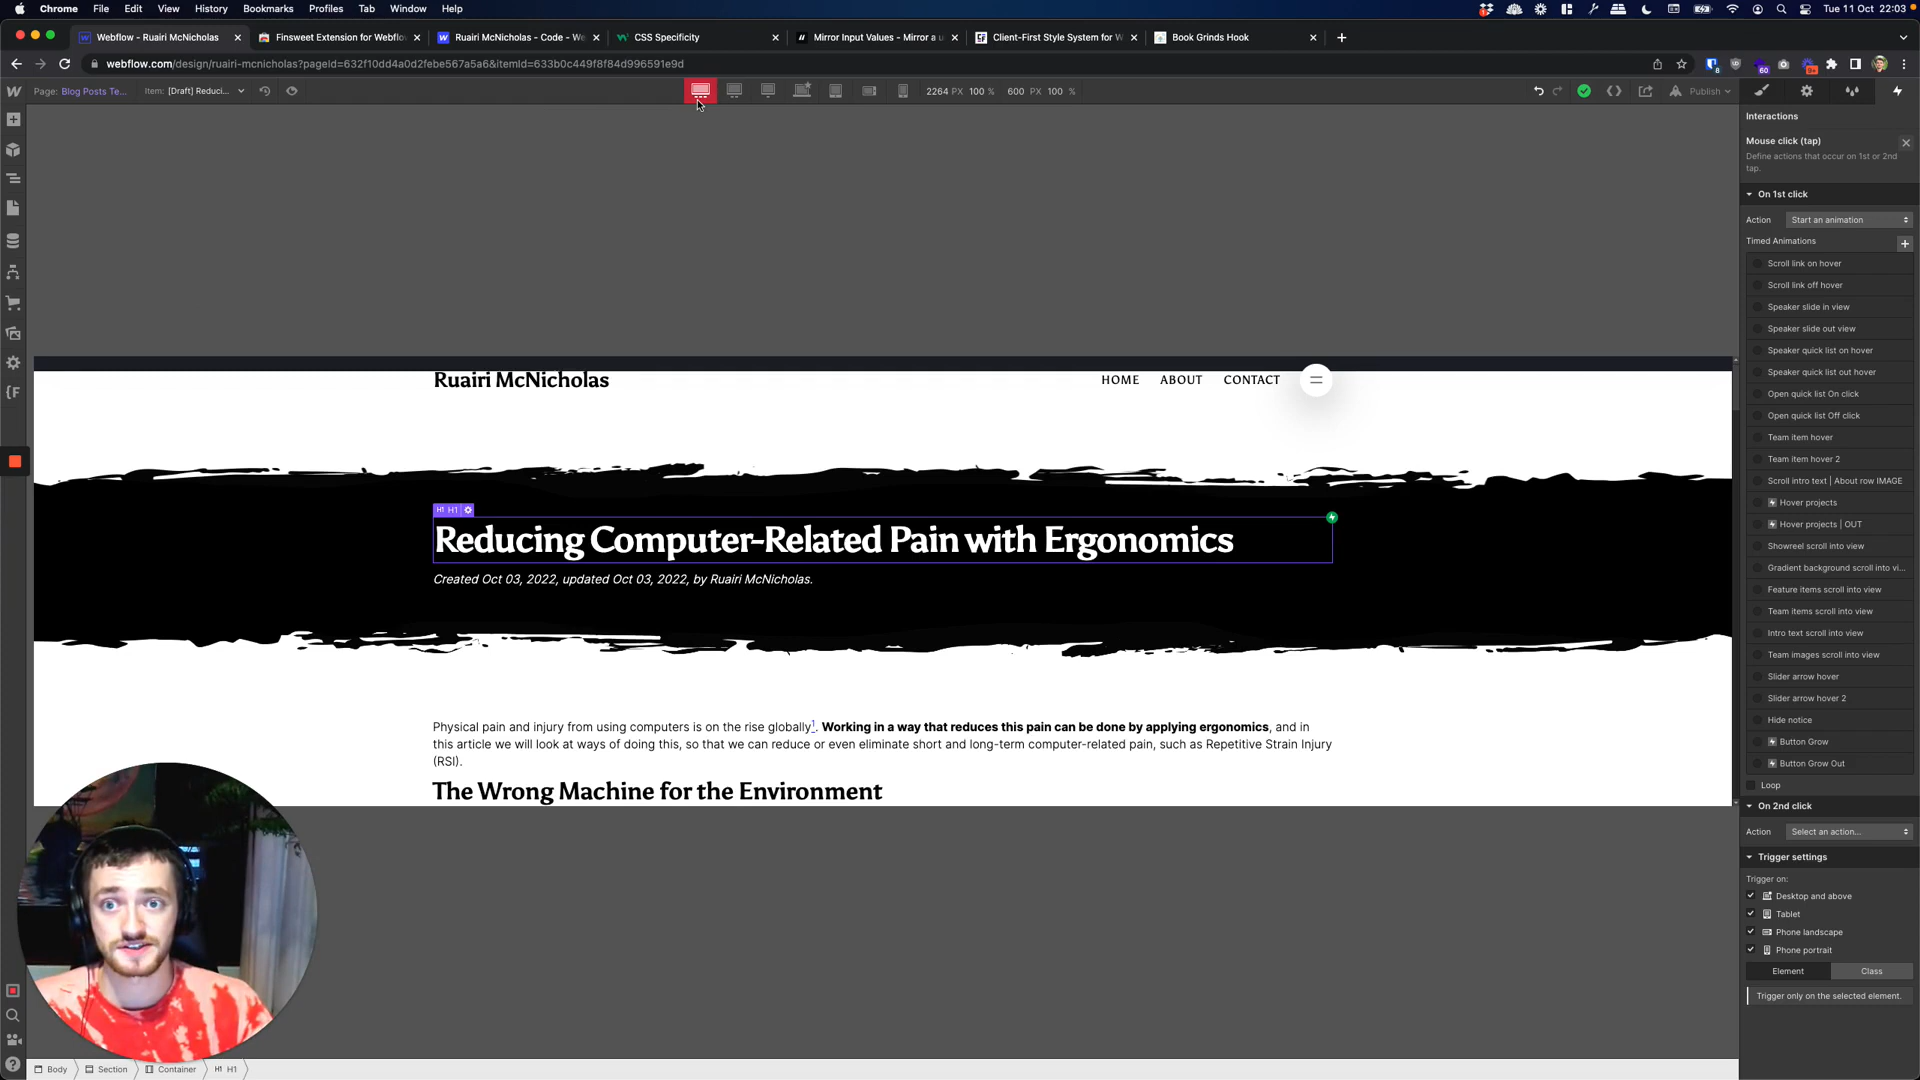 Chrome File Edit View History Bookmarks Profiles Tab Window Help
Tue 11 Oct 22:03
Webflow - Ruairi McNicholas
Finsweet Extension for Webflow
Ruairi McNicholas - Code - We
CSS Specificity
Mirror Input Values - Mirror a u
Client-First Style System for W
Book Grinds Hook
webflow.com/design/ruairi-mcnicholas?pageId=632f10dd4a0d2febe567a5a6&itemId=633b0c449f8f84d996591e9d
8
60
9+
Page: Blog Posts Te...
Item: [Draft] Reduci...
2264 PX 100 % 600 PX 100 %
Publish
Interactions
Mouse click (tap)
Define actions that occur on 1st or 2nd
tap.
On 1st click
Action Start an animation
Timed Animations
Scroll link on hover
Scroll link off hover
Speaker slide in view
Speaker slide out view
Speaker quick list on hover
Speaker quick list out hover
Open quick list On click
Open quick list Off click
Team item hover
Team item hover 2
Scroll intro text | About row IMAGE
Hover projects
Hover projects | OUT
Showreel scroll into view
Gradient background scroll into vi...
Feature items scroll into view
Team items scroll into view
Intro text scroll into view
Team images scroll into view
Slider arrow hover
Slider arrow hover 2
Hide notice
Button Grow
Button Grow Out
Loop
On 2nd click
Action Select an action...
Trigger settings
Trigger on:
Desktop and above
Tablet
Phone landscape
Phone portrait
Element Class
Trigger only on the selected element.
Ruairi McNicholas
HOME ABOUT CONTACT
H1 H1
Reducing Computer-Related Pain with Ergonomics
Created Oct 03, 2022, updated Oct 03, 2022, by Ruairi McNicholas.
Physical pain and injury from using computers is on the rise globally1. Working in a way that reduces this pain can be done by applying ergonomics, and in
this article we will look at ways of doing this, so that we can reduce or even eliminate short and long-term computer-related pain, such as Repetitive Strain Injury
(RSI).
The Wrong Machine for the Environment
Body Section Container H1 H1